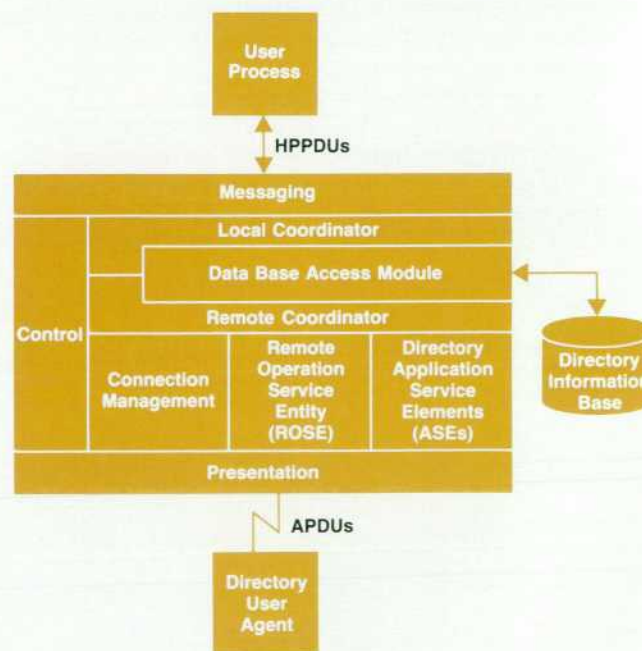 User
Process
HPPDUs
Messaging
Local Coordinator
Data Base Access Module
Control
Remote Coordinator
Connection
Management
Remote
Operation
Service
Entity
(ROSE)
Directory
Application
Service
Elements
(ASEs)
Directory
Information
Base
Presentation
APDUs
Directory
User
Agent